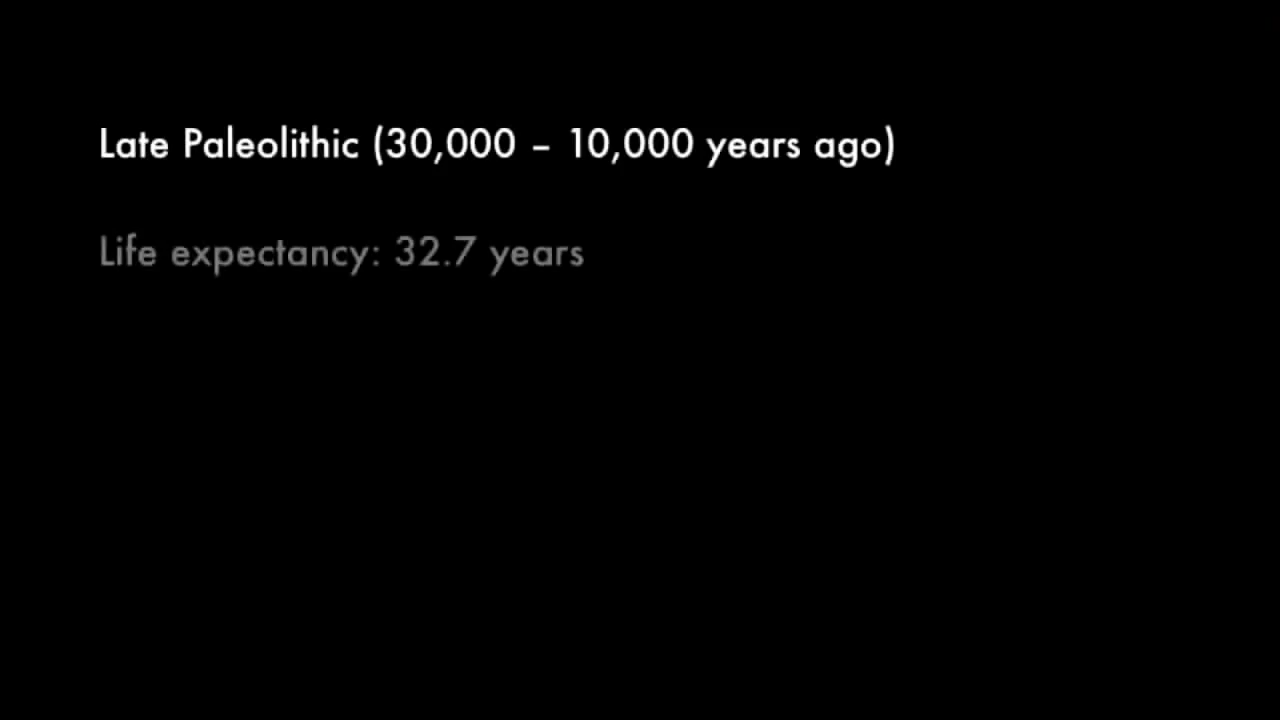 Late Paleolithic (30,000 – 10,000 years ago)
Life expectancy: 32.7 years